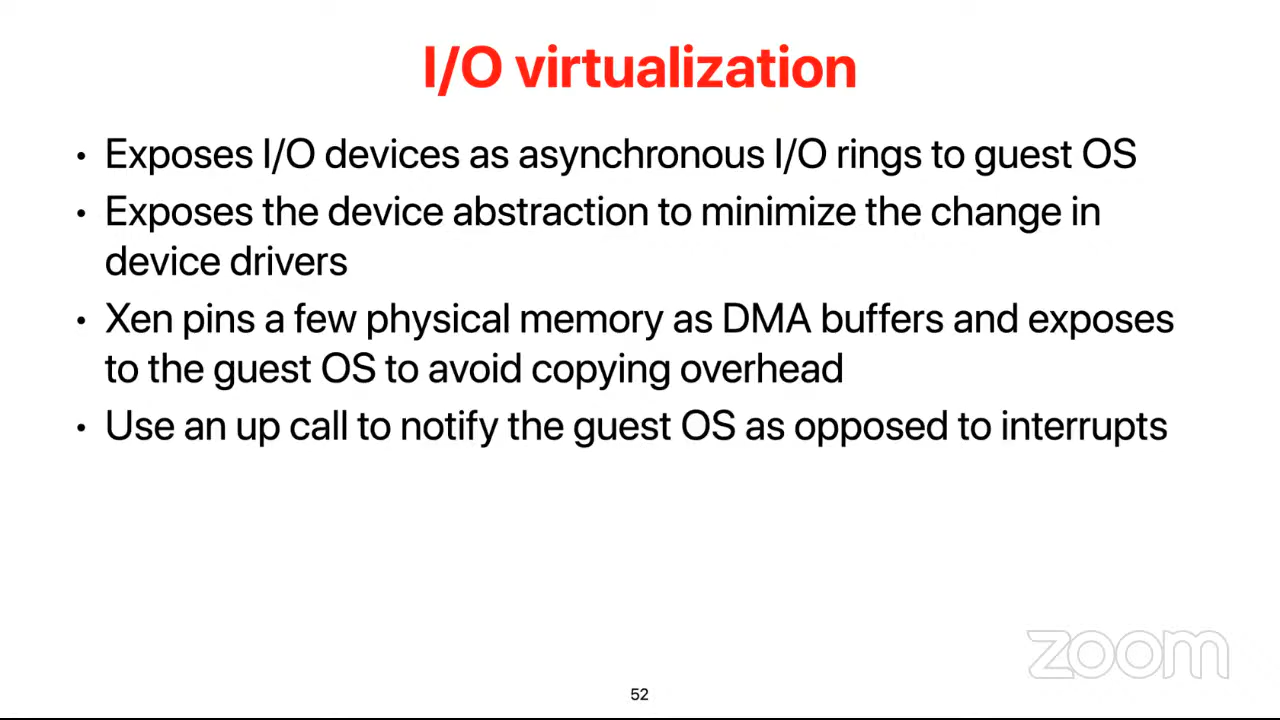 I/O virtualization
• Exposes I/O devices as asynchronous I/O rings to guest OS
• Exposes the device abstraction to minimize the change in
device drivers
• Xen pins a few physical memory as DMA buffers and exposes
to the guest OS to avoid copying overhead
• Use an up call to notify the guest OS as opposed to interrupts
zoom
52